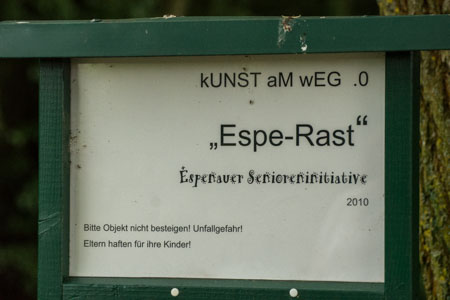 kUNST aM wEG .0
„Espe-Rast“
Espenauer Senioreninitiative
2010
Bitte Objekt nicht besteigen! Unfallgefahr!
Eltern haften für ihre Kinder!